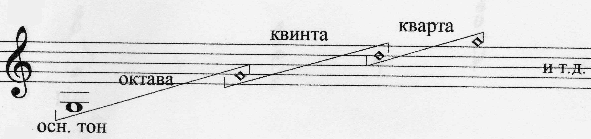 кварта
квинта
октава
и т.д.
осн. тон